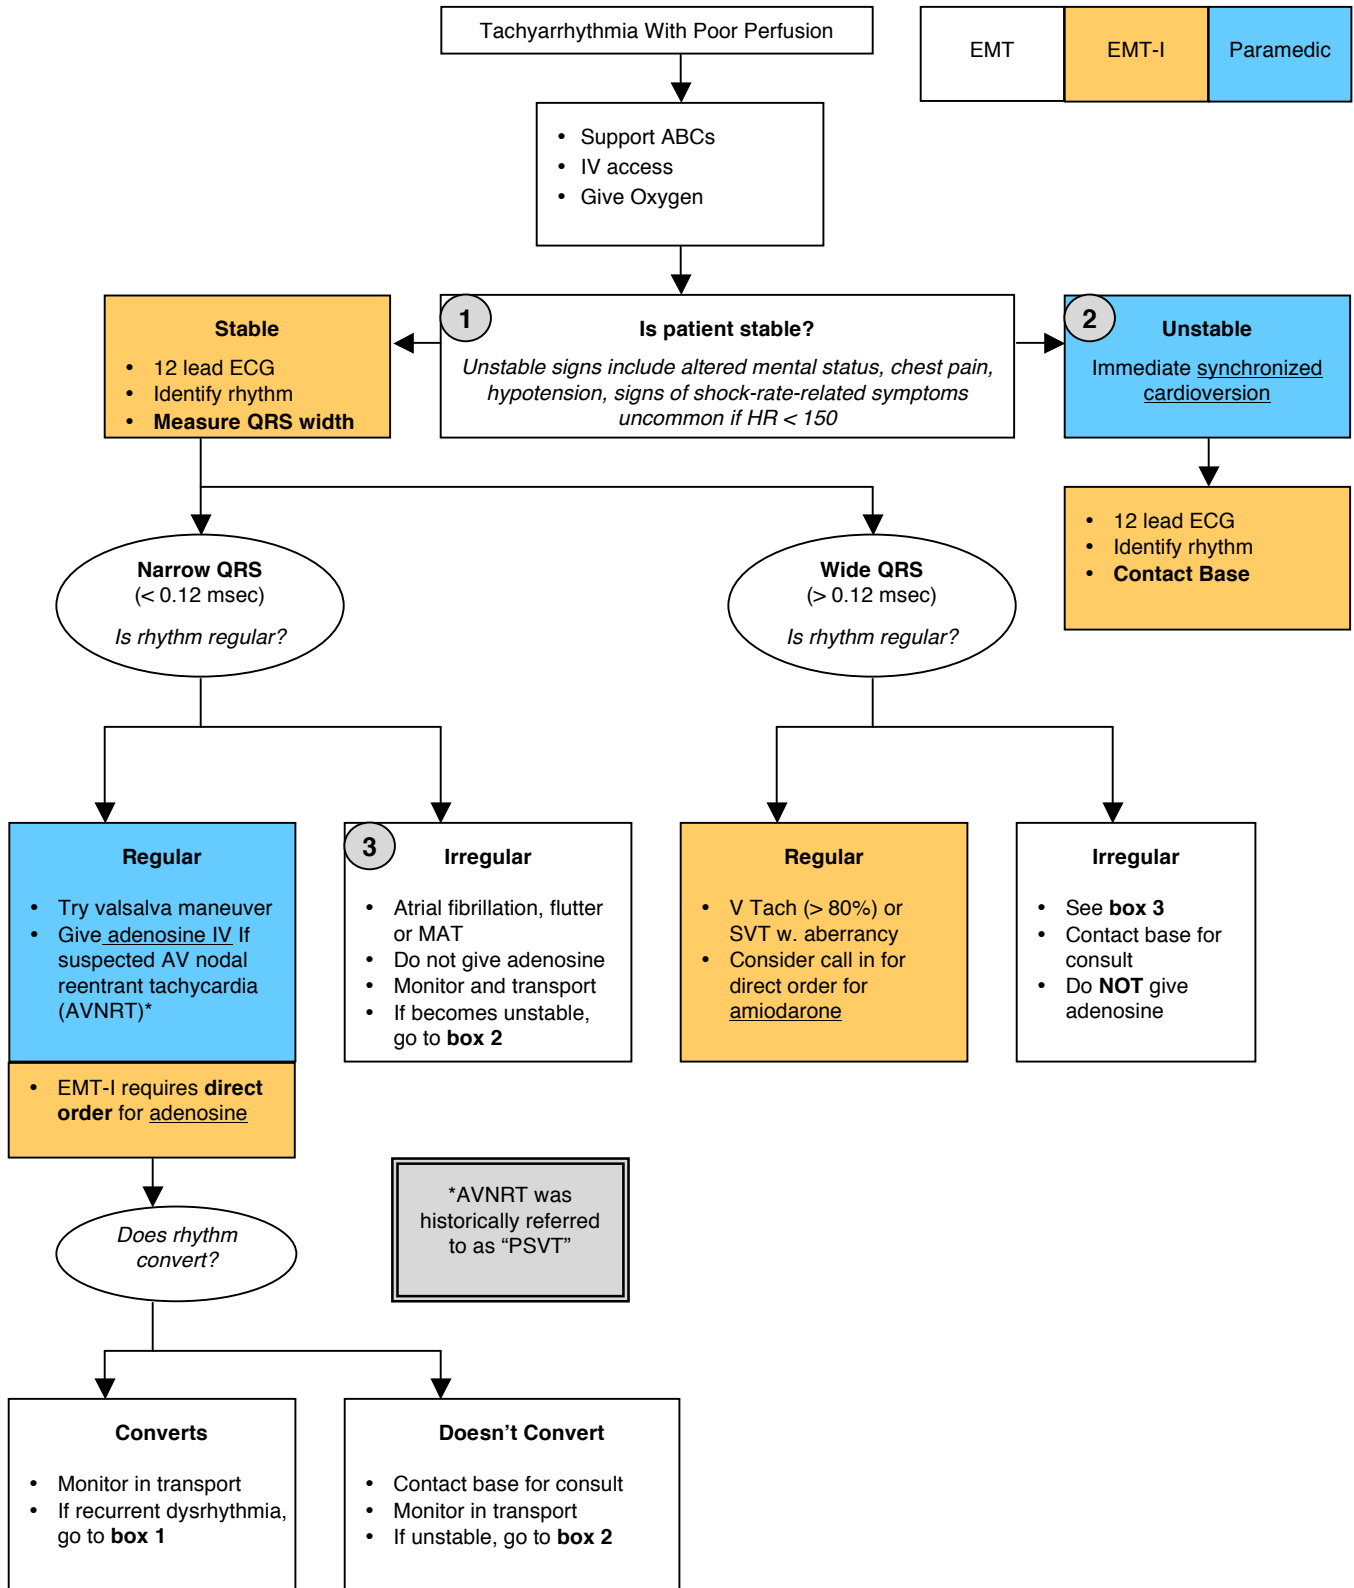 Tachyarrhythmia With Poor Perfusion
EMT
EMT-I
Paramedic
• Support ABCs
• IV access
• Give Oxygen
Stable
• 12 lead ECG
• Identify rhythm
• Measure QRS width
1
Is patient stable?
Unstable signs include altered mental status, chest pain,
hypotension, signs of shock-rate-related symptoms
uncommon if HR < 150
2
Unstable
Immediate synchronized
cardioversion
• 12 lead ECG
• Identify rhythm
• Contact Base
Narrow QRS
(< 0.12 msec)
Is rhythm regular?
Wide QRS
(> 0.12 msec)
Is rhythm regular?
Regular
• Try valsalva maneuver
• Give adenosine IV If
suspected AV nodal
reentrant tachycardia
(AVNRT)*
• EMT-I requires direct
order for adenosine
3
Irregular
• Atrial fibrillation, flutter
or MAT
• Do not give adenosine
• Monitor and transport
• If becomes unstable,
go to box 2
Regular
• V Tach (> 80%) or
SVT w. aberrancy
• Consider call in for
direct order for
amiodarone
Irregular
• See box 3
• Contact base for
consult
• Do NOT give
adenosine
*AVNRT was
historically referred
to as “PSVT”
Does rhythm
convert?
Converts
• Monitor in transport
• If recurrent dysrhythmia,
go to box 1
Doesn’t Convert
• Contact base for consult
• Monitor in transport
• If unstable, go to box 2